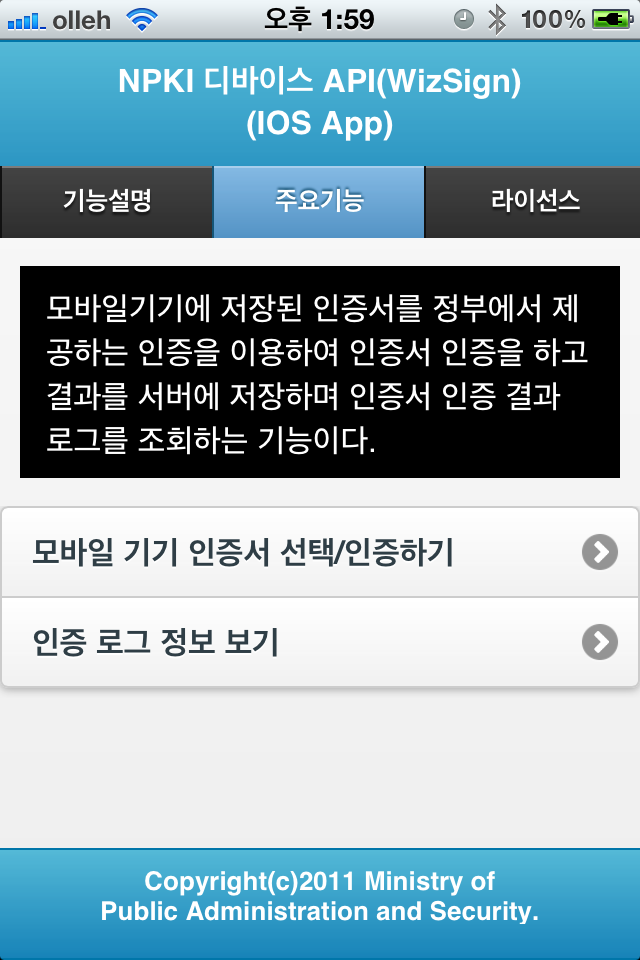 olleh 오후 1:59 100%
NPKI 디바이스 API(WizSign)
(IOS App)
기능설명 주요기능 라이선스
모바일기기에 저장된 인증서를 정부에서 제
공하는 인증을 이용하여 인증서 인증을 하고
결과를 서버에 저장하며 인증서 인증 결과
로그를 조회하는 기능이다.
모바일 기기 인증서 선택/인증하기
인증 로그 정보 보기
Copyright(c)2011 Ministry of
Public Administration and Security.